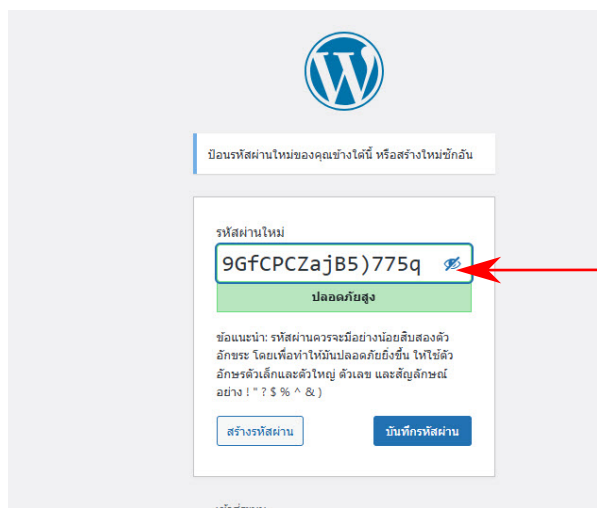 ป้อนรหัสผ่านใหม่ของคุณข้างใต้นี้ หรือสร้างใหม่ซักอัน
รหัสผ่านใหม่
9GfCPCZajB5)775q
ปลอดภัยสูง
ข้อแนะนำ: รหัสผ่านควรจะมีอย่างน้อยสิบสองตัว
อักขระ โดยเพื่อทำให้มันปลอดภัยยิ่งขึ้น ให้ใช้ตัว
อักษรตัวเล็กและตัวใหญ่ ตัวเลข และสัญลักษณ์
อย่าง ! " ? $ % ^ & )
สร้างรหัสผ่าน
บันทึกรหัสผ่าน